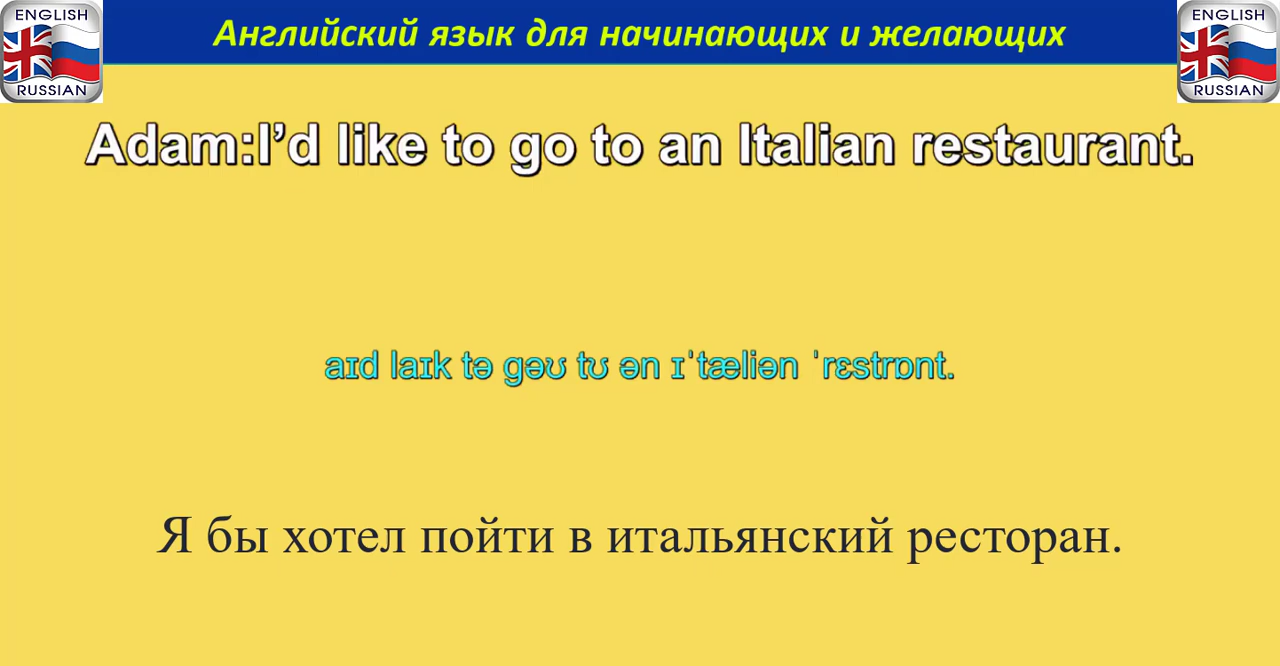 ENGLISH
RUSSIAN
Английский язык для начинающих и желающих
ENGLISH
RUSSIAN
Adam:I’d like to go to an Italian restaurant.
aɪd laɪk tə gəʊ tʊ ən ɪˈtæliən ˈrɛstrɒnt.
Я бы хотел пойти в итальянский ресторан.